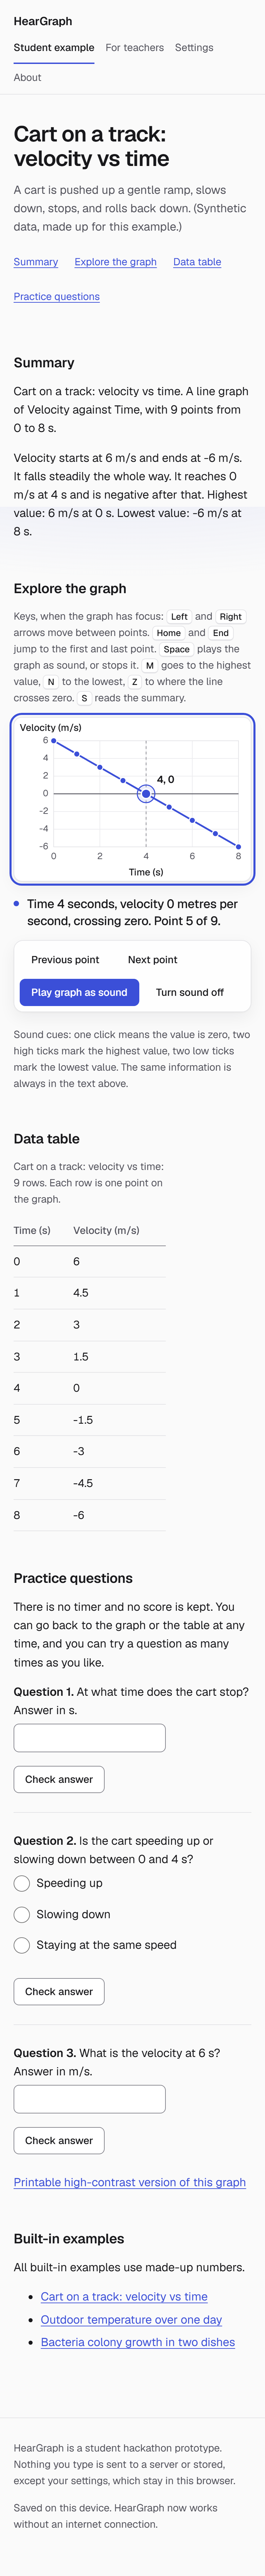 HearGraph
Student example For teachers Settings
About
Cart on a track:
velocity vs time
A cart is pushed up a gentle ramp, slows
down, stops, and rolls back down. (Synthetic
data, made up for this example.)
Summary Explore the graph Data table
Practice questions
Summary
Cart on a track: velocity vs time. A line graph
of Velocity against Time, with 9 points from
0 to 8 s.
Velocity starts at 6 m/s and ends at -6 m/s.
It falls steadily the whole way. It reaches 0
m/s at 4 s and is negative after that. Highest
value: 6 m/s at 0 s. Lowest value: -6 m/s at
8 s.
Explore the graph
Keys, when the graph has focus: Left and Right
arrows move between points. Home and End
jump to the first and last point. Space plays the
graph as sound, or stops it. M goes to the highest
value, N to the lowest, Z to where the line
crosses zero. S reads the summary.
Velocity (m/s)
6
4
2
0
-2
-4
-6
4, 0
0 2 4 6 8
Time (s)
Time 4 seconds, velocity 0 metres per
second, crossing zero. Point 5 of 9.
Previous point Next point
Play graph as sound Turn sound off
Sound cues: one click means the value is zero, two
high ticks mark the highest value, two low ticks
mark the lowest value. The same information is
always in the text above.
Data table
Cart on a track: velocity vs time:
9 rows. Each row is one point on
the graph.
Time (s) Velocity (m/s)
0 6
1 4.5
2 3
3 1.5
4 0
5 -1.5
6 -3
7 -4.5
8 -6
Practice questions
There is no timer and no score is kept. You
can go back to the graph or the table at any
time, and you can try a question as many
times as you like.
Question 1. At what time does the cart stop?
Answer in s.
Check answer
Question 2. Is the cart speeding up or
slowing down between 0 and 4 s?
Speeding up
Slowing down
Staying at the same speed
Check answer
Question 3. What is the velocity at 6 s?
Answer in m/s.
Check answer
Printable high-contrast version of this graph
Built-in examples
All built-in examples use made-up numbers.
Cart on a track: velocity vs time
Outdoor temperature over one day
Bacteria colony growth in two dishes
HearGraph is a student hackathon prototype.
Nothing you type is sent to a server or stored,
except your settings, which stay in this browser.
Saved on this device. HearGraph now works
without an internet connection.